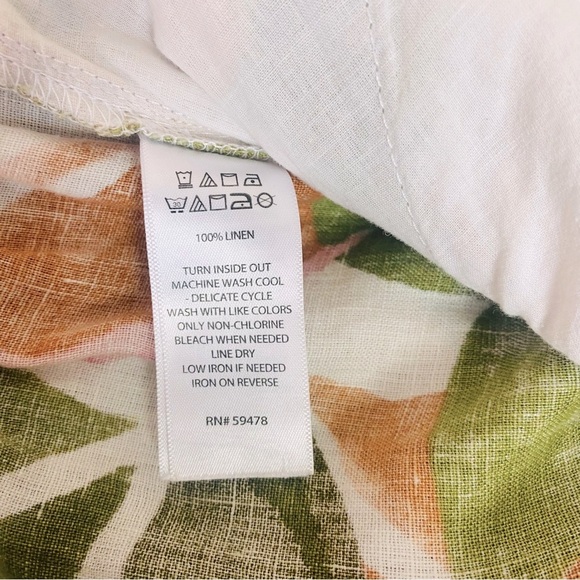 30
100% LINEN
TURN INSIDE OUT
MACHINE WASH COOL
- DELICATE CYCLE
WASH WITH LIKE COLORS
ONLY NON-CHLORINE
BLEACH WHEN NEEDED
LINE DRY
LOW IRON IF NEEDED
IRON ON REVERSE
RN# 59478